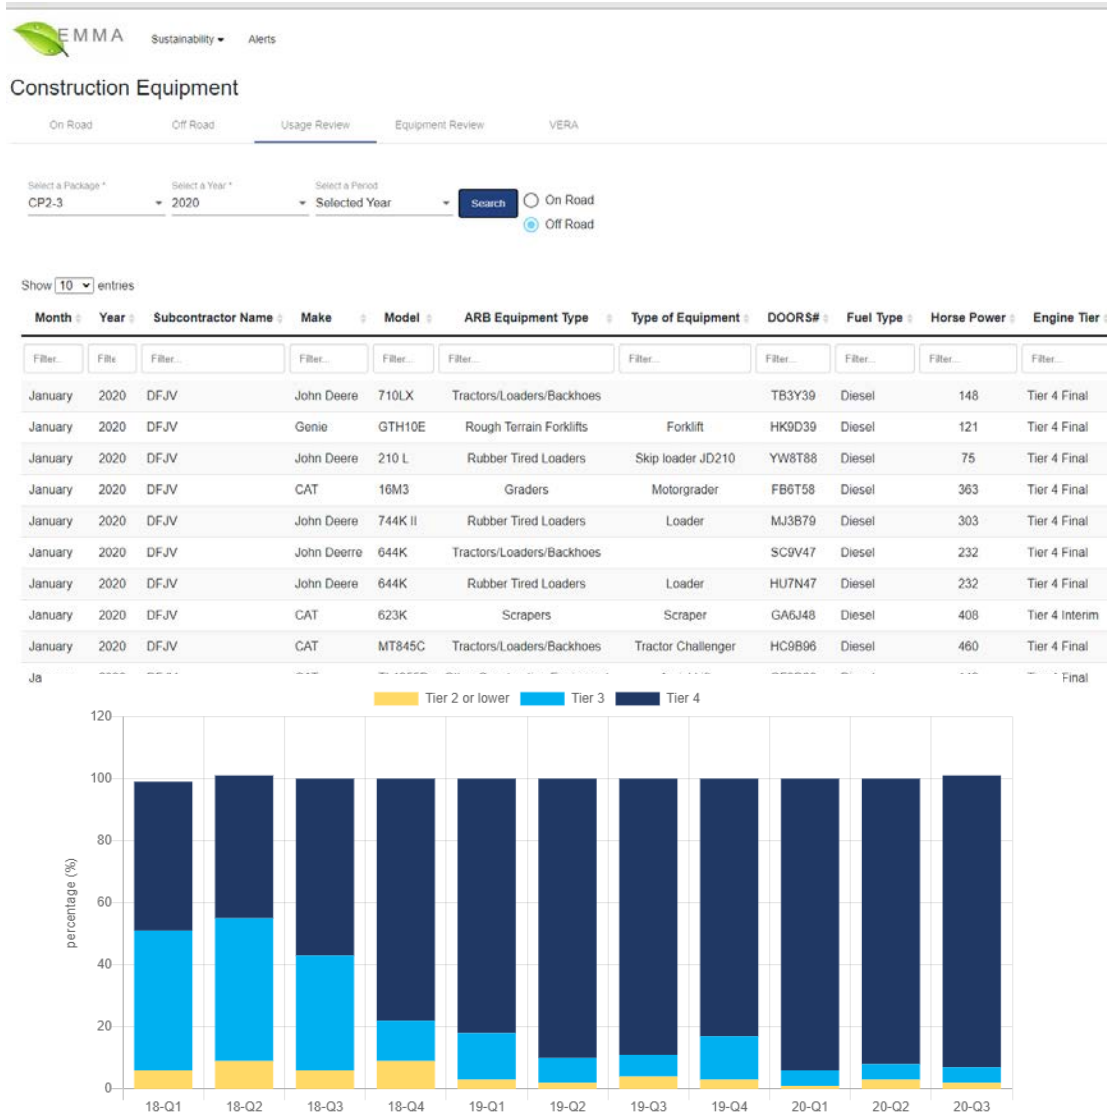 EMMA Sustainability Alerts
Construction Equipment
On Road Off Road Usage Review Equipment Review VERA
Select a Package * Select a Year * Select a Period
CP2-3 2020 Selected Year Search On Road
Off Road
Show 10 entries
Month Year Subcontractor Name Make Model ARB Equipment Type Type of Equipment DOORS# Fuel Type Horse Power Engine Tier
Filter... Filte Filter... Filter... Filter... Filter... Filter... Filter... Filter... Filter... Filter...
January 2020 DFJV John Deere 710LX Tractors/Loaders/Backhoes TB3Y39 Diesel 148 Tier 4 Final
January 2020 DFJV Genie GTH10E Rough Terrain Forklifts Forklift HK9D39 Diesel 121 Tier 4 Final
January 2020 DFJV John Deere 210 L Rubber Tired Loaders Skip loader JD210 YW8T88 Diesel 75 Tier 4 Final
January 2020 DFJV CAT 16M3 Graders Motorgrader FB6T58 Diesel 363 Tier 4 Final
January 2020 DFJV John Deere 744K II Rubber Tired Loaders Loader MJ3B79 Diesel 303 Tier 4 Final
January 2020 DFJV John Deerre 644K Tractors/Loaders/Backhoes SC9V47 Diesel 232 Tier 4 Final
January 2020 DFJV John Deere 644K Rubber Tired Loaders Loader HU7N47 Diesel 232 Tier 4 Final
January 2020 DFJV CAT 623K Scrapers Scraper GA6J48 Diesel 408 Tier 4 Interim
January 2020 DFJV CAT MT845C Tractors/Loaders/Backhoes Tractor Challenger HC9B96 Diesel 460 Tier 4 Final
Ja Final
Tier 2 or lower Tier 3 Tier 4
120
100
80
60
40
20
0
percentage (%)
18-Q1 18-Q2 18-Q3 18-Q4 19-Q1 19-Q2 19-Q3 19-Q4 20-Q1 20-Q2 20-Q3